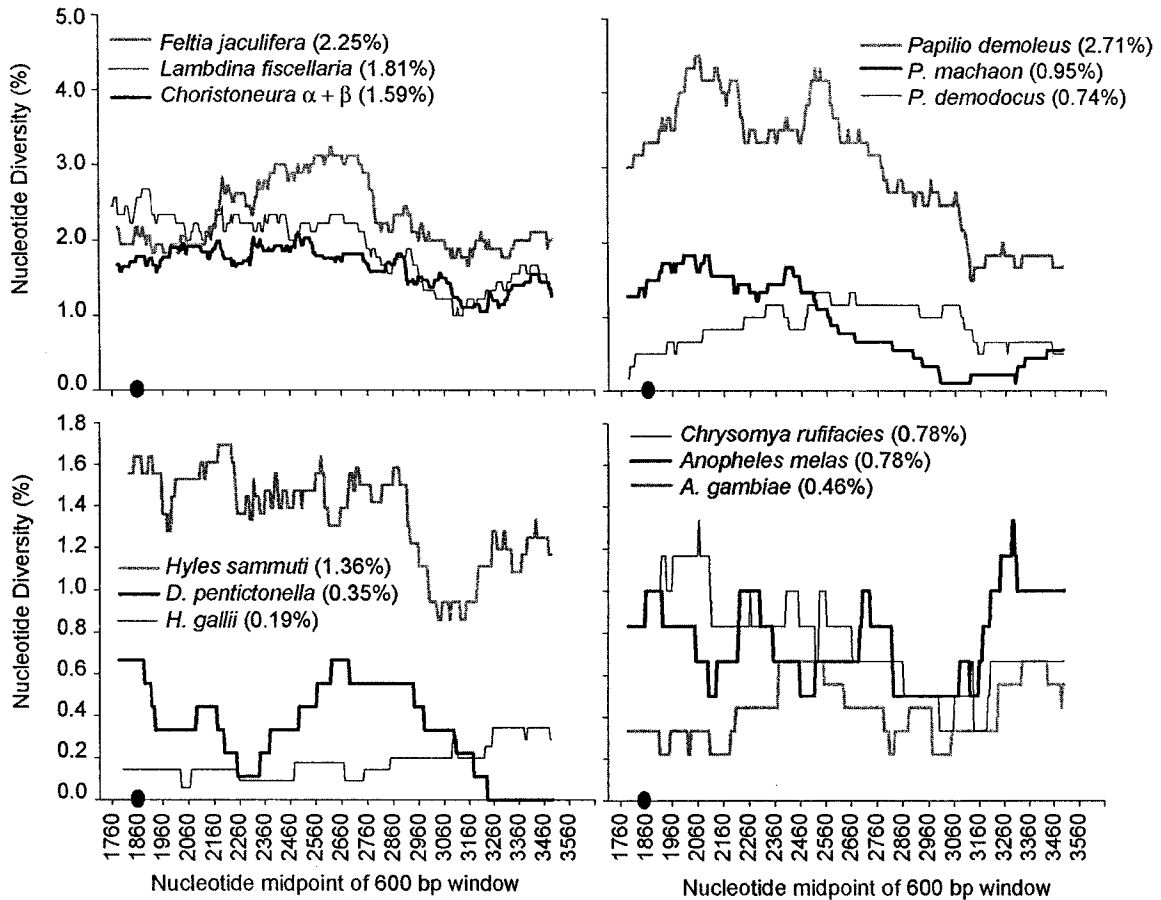 5.0
4.0
3.0
2.0
1.0
0.0
Nucleotide Diversity (%)
Feltia jaculifera (2.25%)
Lambdina fiscellaria (1.81%)
Choristoneura α + β (1.59%)
Papilio demoleus (2.71%)
P. machaon (0.95%)
P. demodocus (0.74%)
1.8
1.6
1.4
1.2
1.0
0.8
0.6
0.4
0.2
0.0
Nucleotide Diversity (%)
Hyles sammuti (1.36%)
D. pentictonella (0.35%)
H. gallii (0.19%)
1760 1860 1960 2060 2160 2260 2360 2460 2560 2660 2760 2860 2960 3060 3160 3260 3360 3460 3560
Nucleotide midpoint of 600 bp window
Chrysomya rufifacies (0.78%)
Anopheles melas (0.78%)
A. gambiae (0.46%)
1760 1860 1960 2060 2160 2260 2360 2460 2560 2660 2760 2860 2960 3060 3160 3260 3360 3460 3560
Nucleotide midpoint of 600 bp window